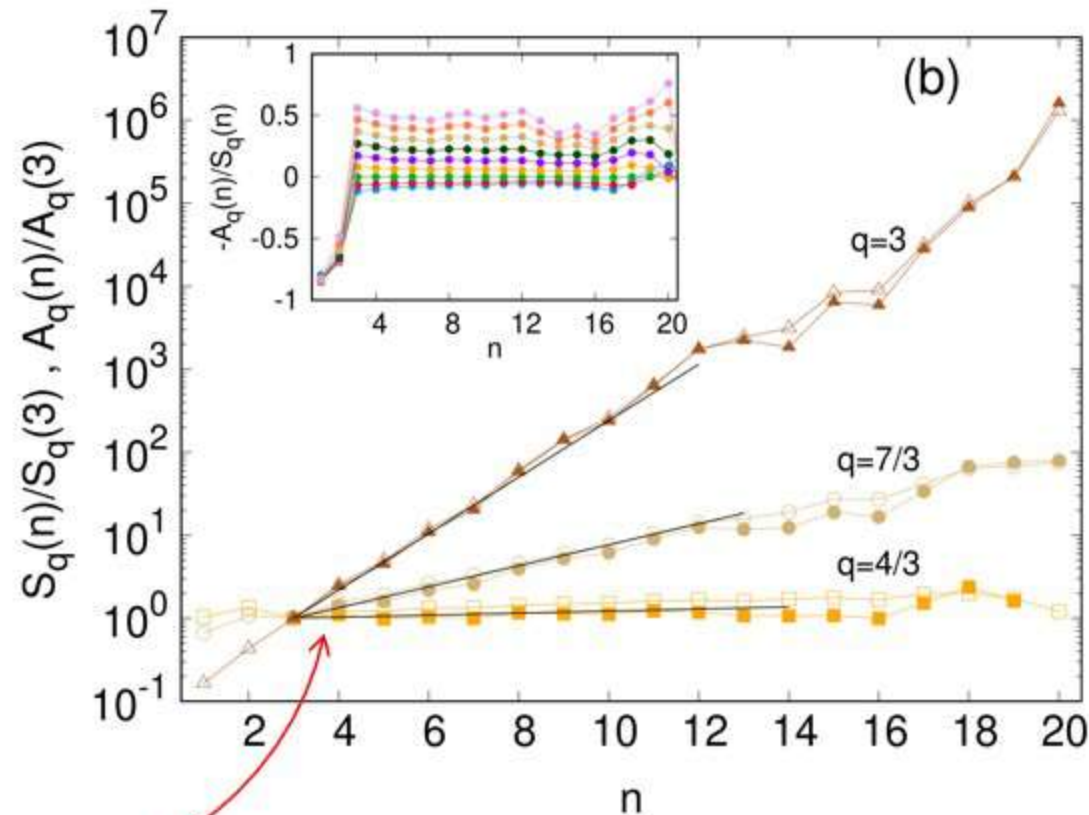 (b)
S_q(n)/S_q(3) , A_q(n)/A_q(3)
10^7
10^6
10^5
10^4
10^3
10^2
10^1
10^0
10^-1
2 4 6 8 10 12 14 16 18 20
n
q=3
q=7/3
q=4/3
-A_q(n)/S_q(n)
1
0.5
0
-0.5
-1
4 8 12 16 20
n